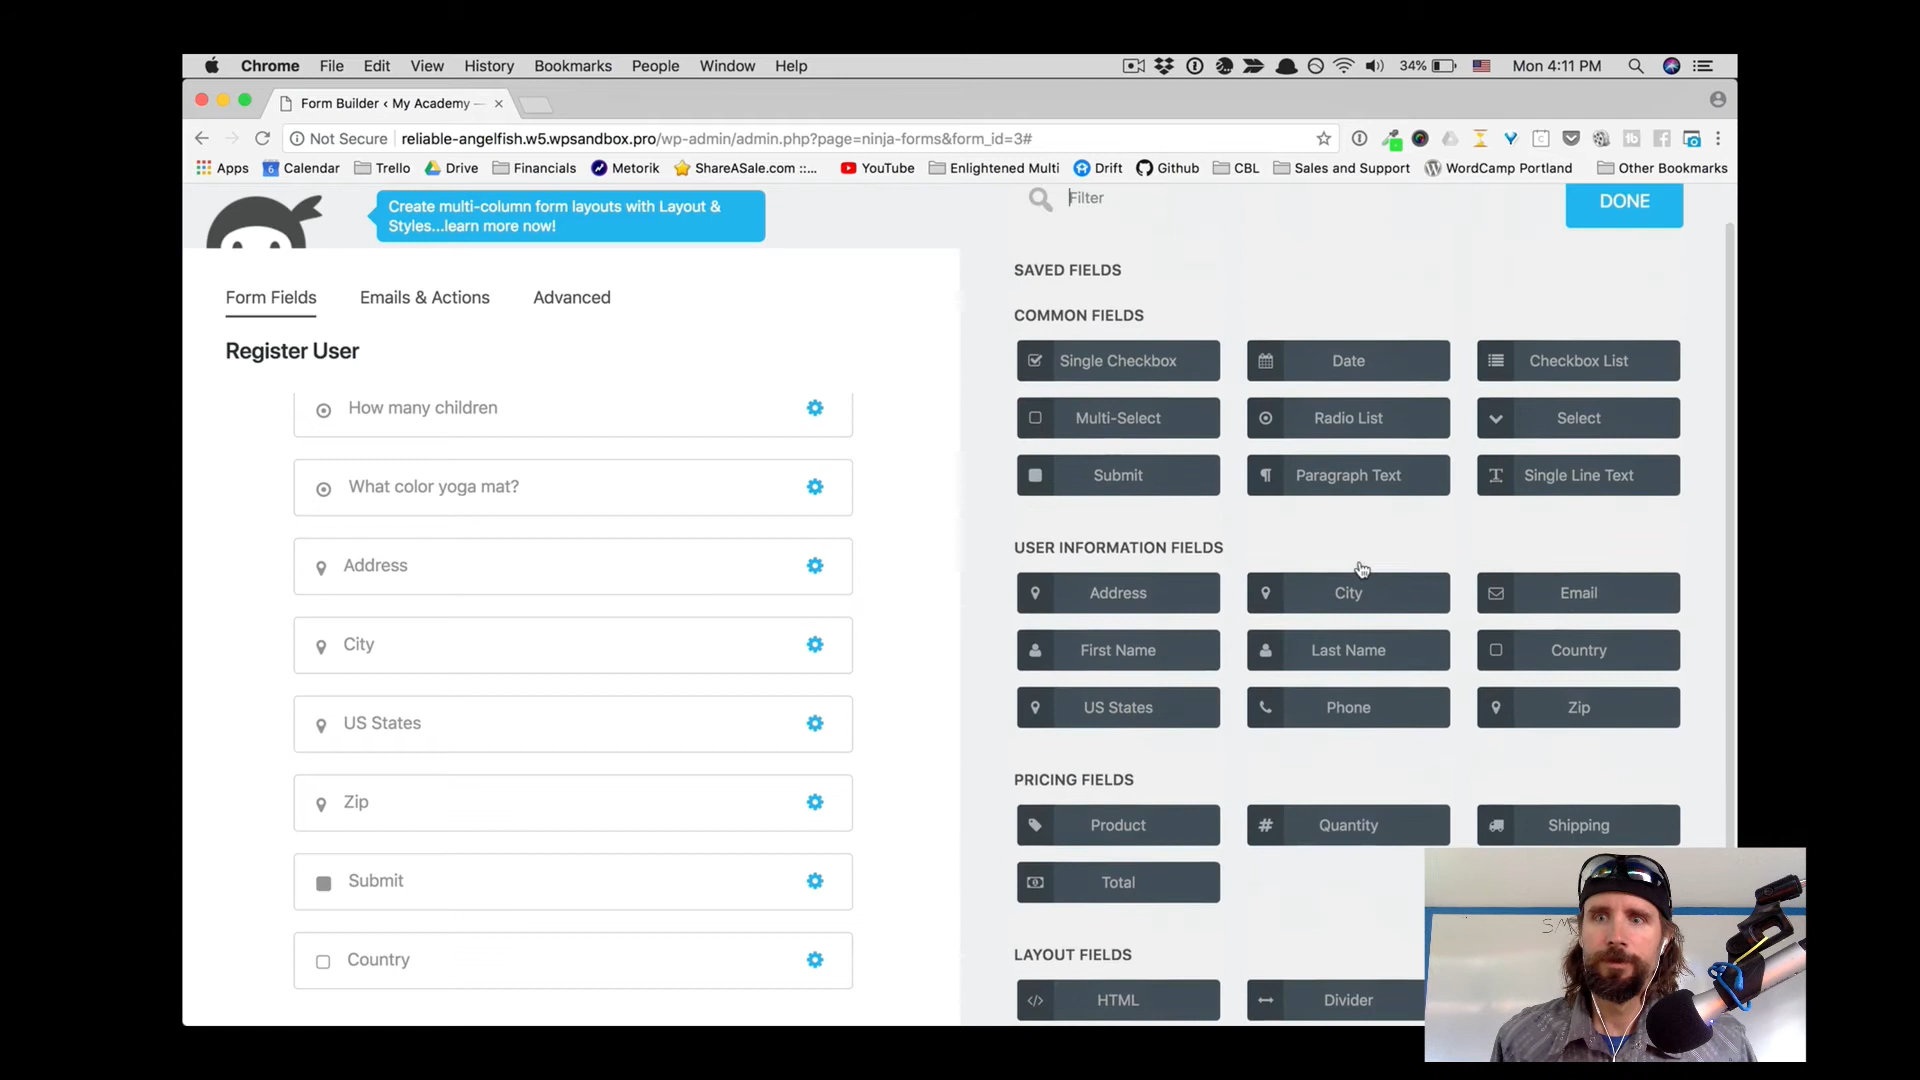 Chrome File Edit View History Bookmarks People Window Help 34% Mon 4:11 PM
Form Builder ‹ My Academy —
Not Secure reliable-angelfish.w5.wpsandbox.pro/wp-admin/admin.php?page=ninja-forms&form_id=3#
Apps Calendar Trello Drive Financials Metorik ShareASale.com ::... YouTube Enlightened Multi Drift Github CBL Sales and Support WordCamp Portland Other Bookmarks
Create multi-column form layouts with Layout &
Styles...learn more now!
Filter
DONE
Form Fields Emails & Actions Advanced
Register User
How many children
What color yoga mat?
Address
City
US States
Zip
Submit
Country
SAVED FIELDS
COMMON FIELDS
Single Checkbox Date Checkbox List
Multi-Select Radio List Select
Submit Paragraph Text Single Line Text
USER INFORMATION FIELDS
Address City Email
First Name Last Name Country
US States Phone Zip
PRICING FIELDS
Product Quantity Shipping
Total
LAYOUT FIELDS
HTML Divider